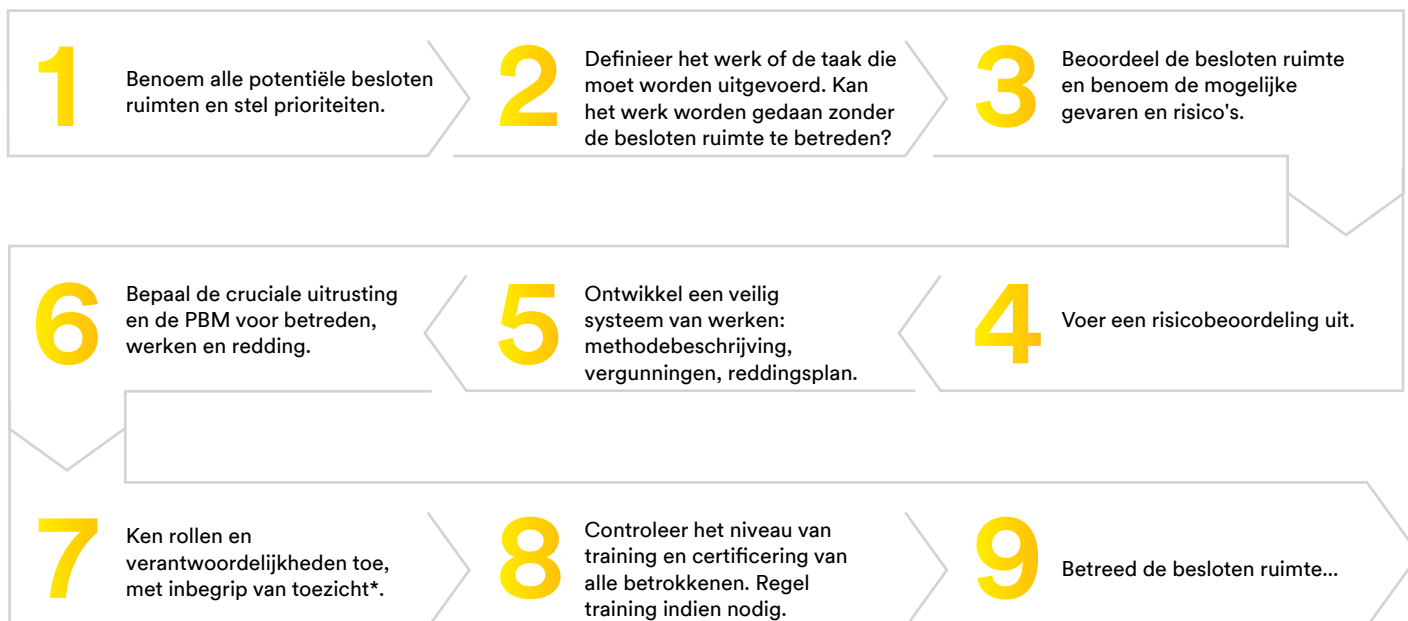 1
Benoem alle potentiële besloten
ruimten en stel prioriteiten.
2
Definieer het werk of de taak die
moet worden uitgevoerd. Kan
het werk worden gedaan zonder
de besloten ruimte te betreden?
3
Beoordeel de besloten ruimte
en benoem de mogelijke
gevaren en risico's.
4
Voer een risicobeoordeling uit.
5
Ontwikkel een veilig
systeem van werken:
methodebeschrijving,
vergunningen, reddingsplan.
6
Bepaal de cruciale uitrusting
en de PBM voor betreden,
werken en redding.
7
Ken rollen en
verantwoordelijkheden toe,
met inbegrip van toezicht*.
8
Controleer het niveau van
training en certificering van
alle betrokkenen. Regel
training indien nodig.
9
Betreed de besloten ruimte...